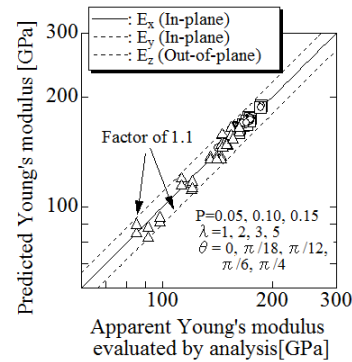 : Ex (In-plane)
: Ey (In-plane)
: Ez (Out-of-plane)
300
200
100
Predicted Young's modulus [GPa]
Factor of 1.1
P=0.05, 0.10, 0.15
λ=1, 2, 3, 5
θ = 0, π/18, π/12,
π/6, π/4
100
200
300
Apparent Young's modulus
evaluated by analysis[GPa]